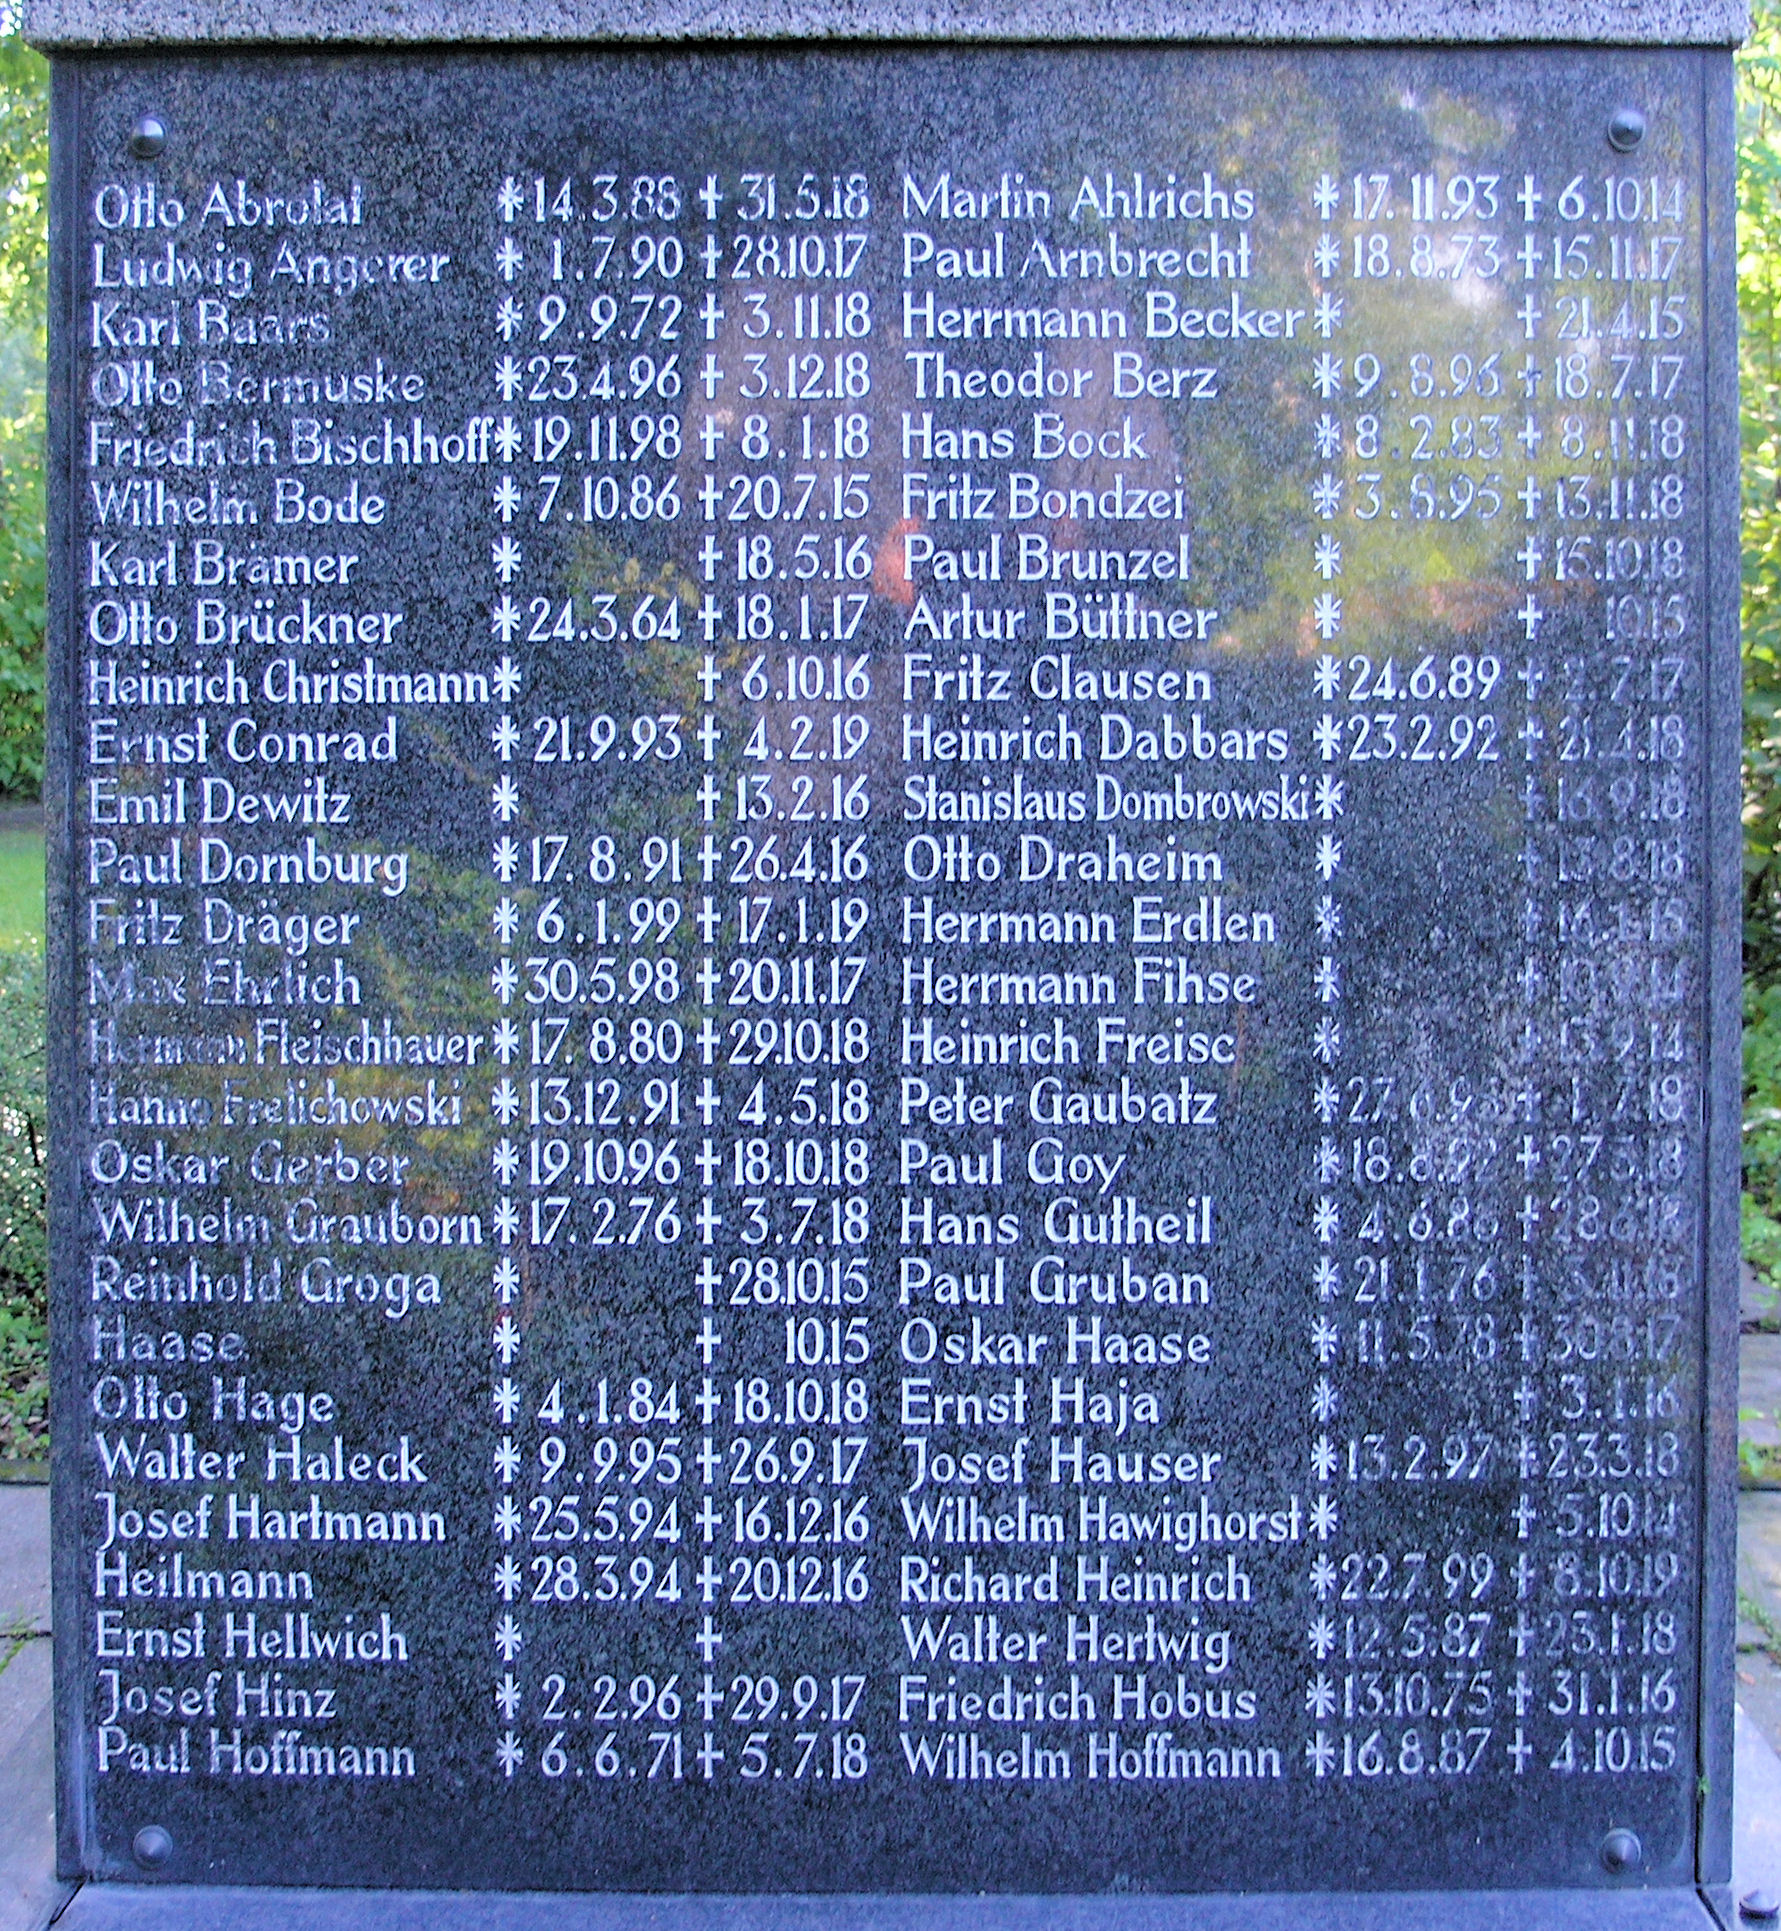 Otto Abrolat * 14.3.88 † 31.5.18 Martin Ahlrichs * 17.11.93 † 6.10.14
Ludwig Angerer * 1.7.90 † 28.10.17 Paul Arnbrecht * 18.8.73 † 15.11.17
Karl Baars * 9.9.72 † 3.11.18 Herrmann Becker * † 21.4.15
Otto Bermuske * 23.4.96 † 3.12.18 Theodor Berz * 9.8.96 † 18.7.17
Friedrich Bischhoff * 19.11.98 † 8.1.18 Hans Bock * 8.2.83 † 8.11.18
Wilhelm Bode * 7.10.86 † 20.7.15 Fritz Bondzei * 3.8.95 † 13.11.18
Karl Brämer * † 18.5.16 Paul Brunzel * † 15.10.18
Otto Brückner * 24.3.64 † 18.1.17 Artur Büttner * † 10.15
Heinrich Christmann * † 6.10.16 Fritz Clausen * 24.6.89 † 2.7.17
Ernst Conrad * 21.9.93 † 4.2.19 Heinrich Dabbars * 23.2.92 †
Emil Dewitz * † 13.2.16 Stanislaus Dombrowski * † 16.9.18
Paul Dornburg * 17.8.91 † 26.4.16 Otto Draheim * † 13.8.18
Fritz Dräger * 6.1.99 † 17.1.19 Herrmann Erdlen * †
Max Ehrlich * 30.5.98 † 20.11.17 Herrmann Fihse * †
Hermann Fleischhauer * 17.8.80 † 29.10.18 Heinrich Freisc * † 13.9.14
Hanno Frelichowski * 13.12.91 † 4.5.18 Peter Gaubatz * † 1.7.18
Oskar Gerber * 19.10.96 † 18.10.18 Paul Goy * 18.8.92 † 27.5.18
Wilhelm Grauborn * 17.2.76 † 3.7.18 Hans Gutheil * 4.6.86 †
Reinhold Groga * † 28.10.15 Paul Gruban * 21.1.76 †
Haase * † 10.15 Oskar Haase * †
Otto Hage * 4.1.84 † 18.10.18 Ernst Haja * † 3.1.16
Walter Haleck * 9.9.95 † 26.9.17 Josef Hauser * 13.2.97 † 23.3.18
Josef Hartmann * 25.5.94 † 16.12.16 Wilhelm Hawighorst * † 5.10.14
Heilmann * 28.3.94 † 20.12.16 Richard Heinrich * 22.7.99 † 8.10.19
Ernst Hellwich * † Walter Hertwig * 12.5.87 †
Josef Hinz * 2.2.96 † 29.9.17 Friedrich Hobus * 13.10.75 † 31.1.16
Paul Hoffmann * 6.6.71 † 5.7.18 Wilhelm Hoffmann * 16.8.87 † 4.10.15